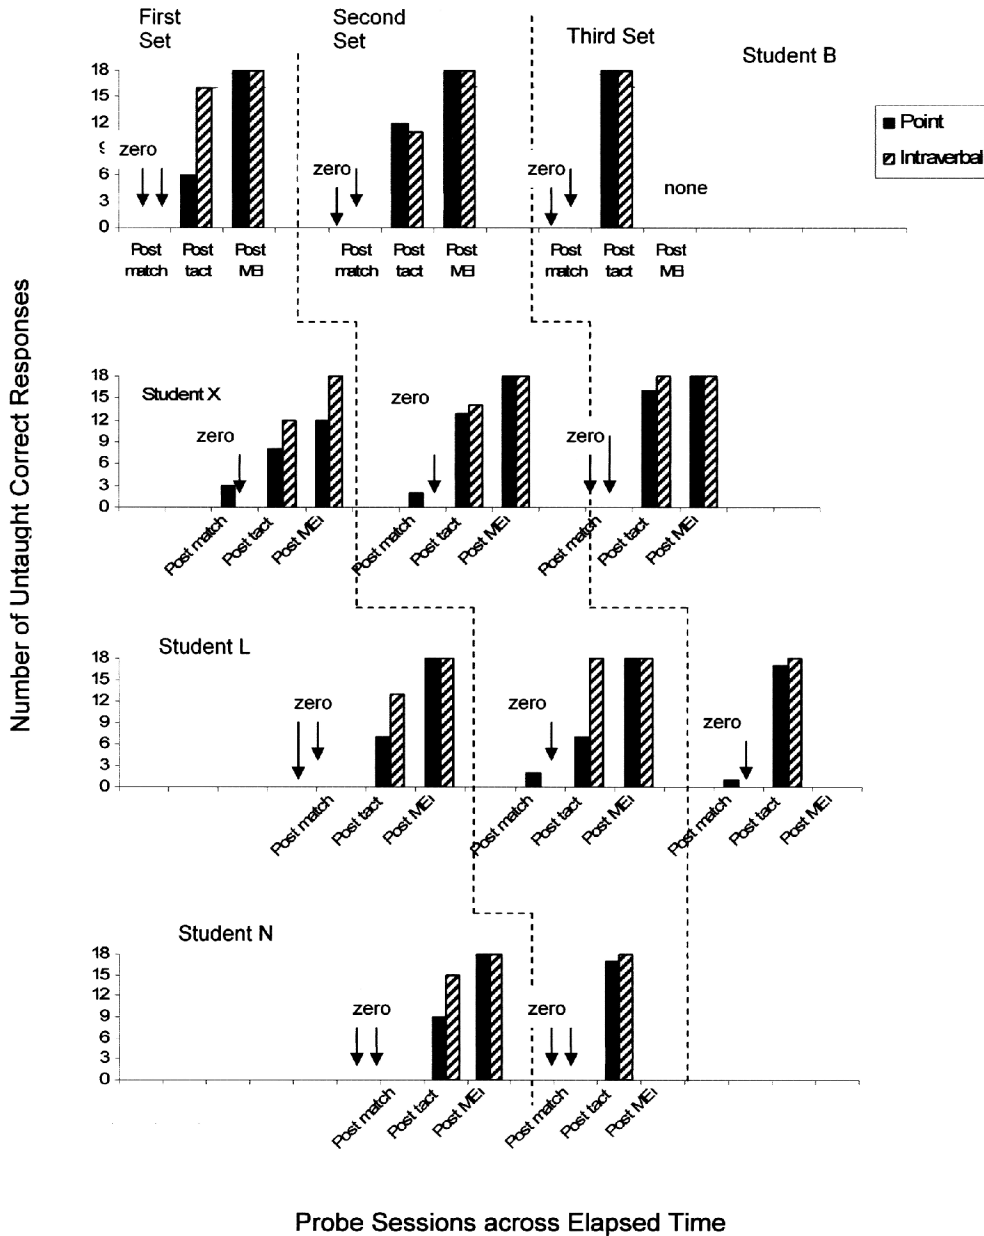 First
Set
Second
Set
Third Set
Student B
Point
Intraverbal
18
15
12
6
3
0
zero
zero
zero
none
Post
match
Post
tact
Post
MEI
Post
match
Post
tact
Post
MEI
Post
match
Post
tact
Post
MEI
Number of Untaught Correct Responses
Student X
18
15
12
9
6
3
0
zero
zero
zero
Post match
Post tact
Post MEI
Post match
Post tact
Post MEI
Post match
Post tact
Post MEI
Student L
18
15
12
9
6
3
0
zero
zero
zero
Post match
Post tact
Post MEI
Post match
Post tact
Post MEI
Post match
Post tact
Post MEI
Student N
18
15
12
9
6
3
0
zero
zero
Post match
Post tact
Post MEI
Post match
Post tact
Post MEI
Probe Sessions across Elapsed Time